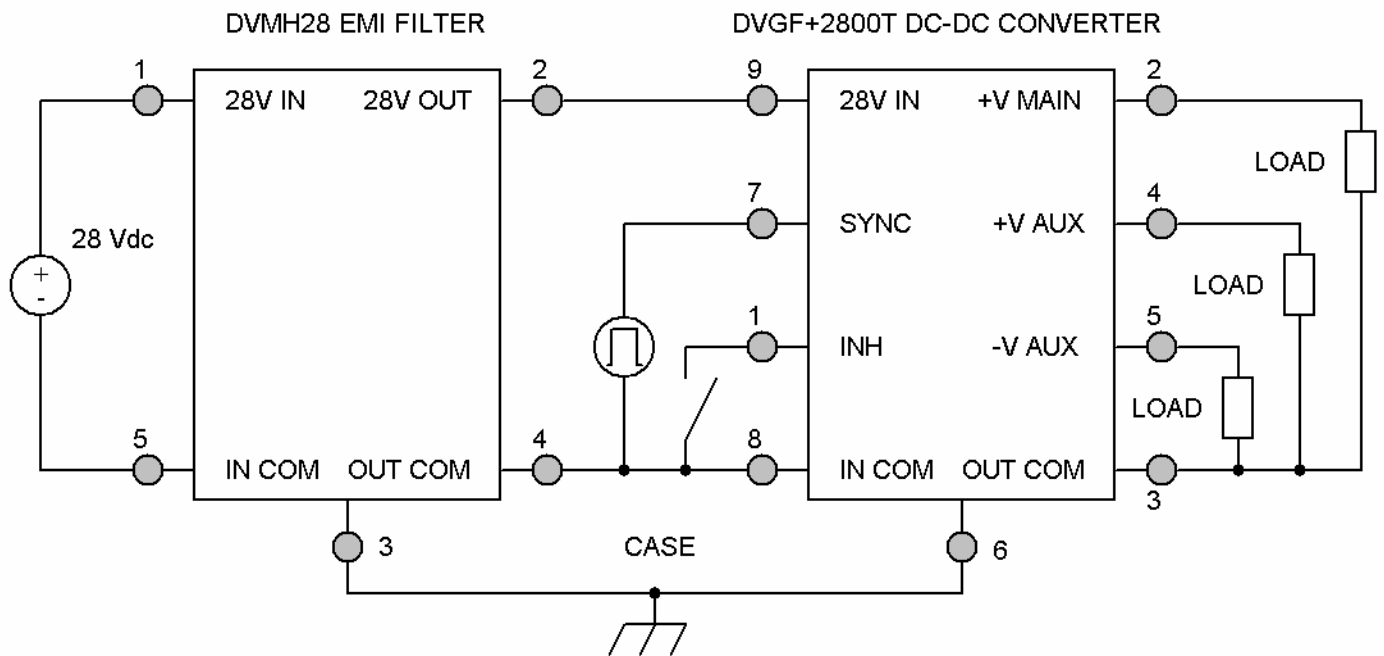 DVMH28 EMI FILTER
DVGF+2800T DC-DC CONVERTER
1
2
9
2
28V IN
28V OUT
28V IN
+V MAIN
LOAD
7
4
28 Vdc
SYNC
+V AUX
+
-
LOAD
1
5
INH
-V AUX
LOAD
5
4
8
IN COM
OUT COM
IN COM
OUT COM
3
3
CASE
6